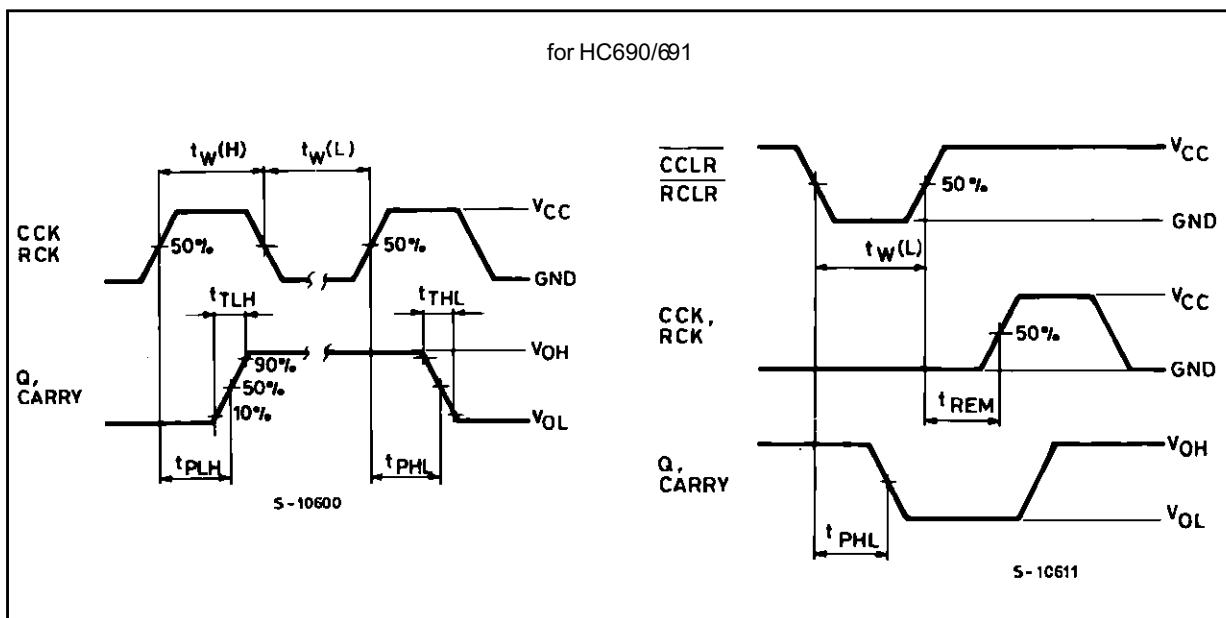 for HC690/691
tW(H)
tW(L)
CCK
RCK
50%
50%
VCC
GND
tTLH
tTHL
Q,
CARRY
90%
50%
10%
VOH
VOL
tPLH
tPHL
S-10600
CCLR
RCLR
50%
VCC
GND
tW(L)
CCK,
RCK
50%
VCC
GND
tREM
Q,
CARRY
VOH
VOL
tPHL
S-10611